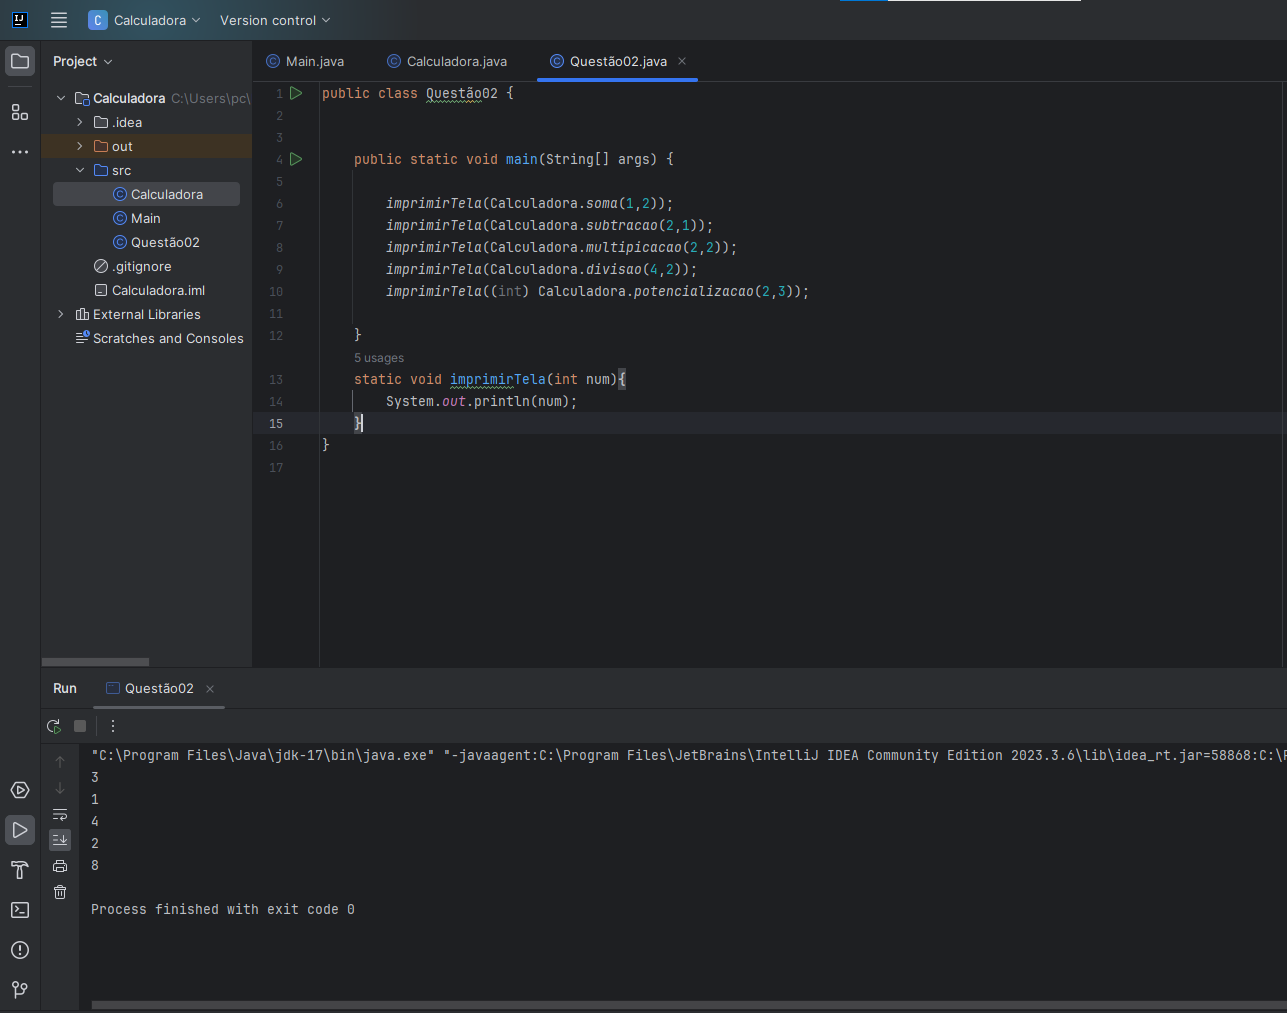 Calculadora Version control
Project
Main.java Calculadora.java Questão02.java
Calculadora C:\Users\pc\
.idea
out
src
Calculadora
Main
Questão02
.gitignore
Calculadora.iml
External Libraries
Scratches and Consoles
1 public class Questão02 {
2
3
4 public static void main(String[] args) {
5
6 imprimirTela(Calculadora.soma(1,2));
7 imprimirTela(Calculadora.subtracao(2,1));
8 imprimirTela(Calculadora.multipicacao(2,2));
9 imprimirTela(Calculadora.divisao(4,2));
10 imprimirTela((int) Calculadora.potencializacao(2,3));
11
12 }
5 usages
13 static void imprimirTela(int num){
14 System.out.println(num);
15 }
16 }
17
Run Questão02
"C:\Program Files\Java\jdk-17\bin\java.exe" "-javaagent:C:\Program Files\JetBrains\IntelliJ IDEA Community Edition 2023.3.6\lib\idea_rt.jar=58868:C:\
3
1
4
2
8
Process finished with exit code 0